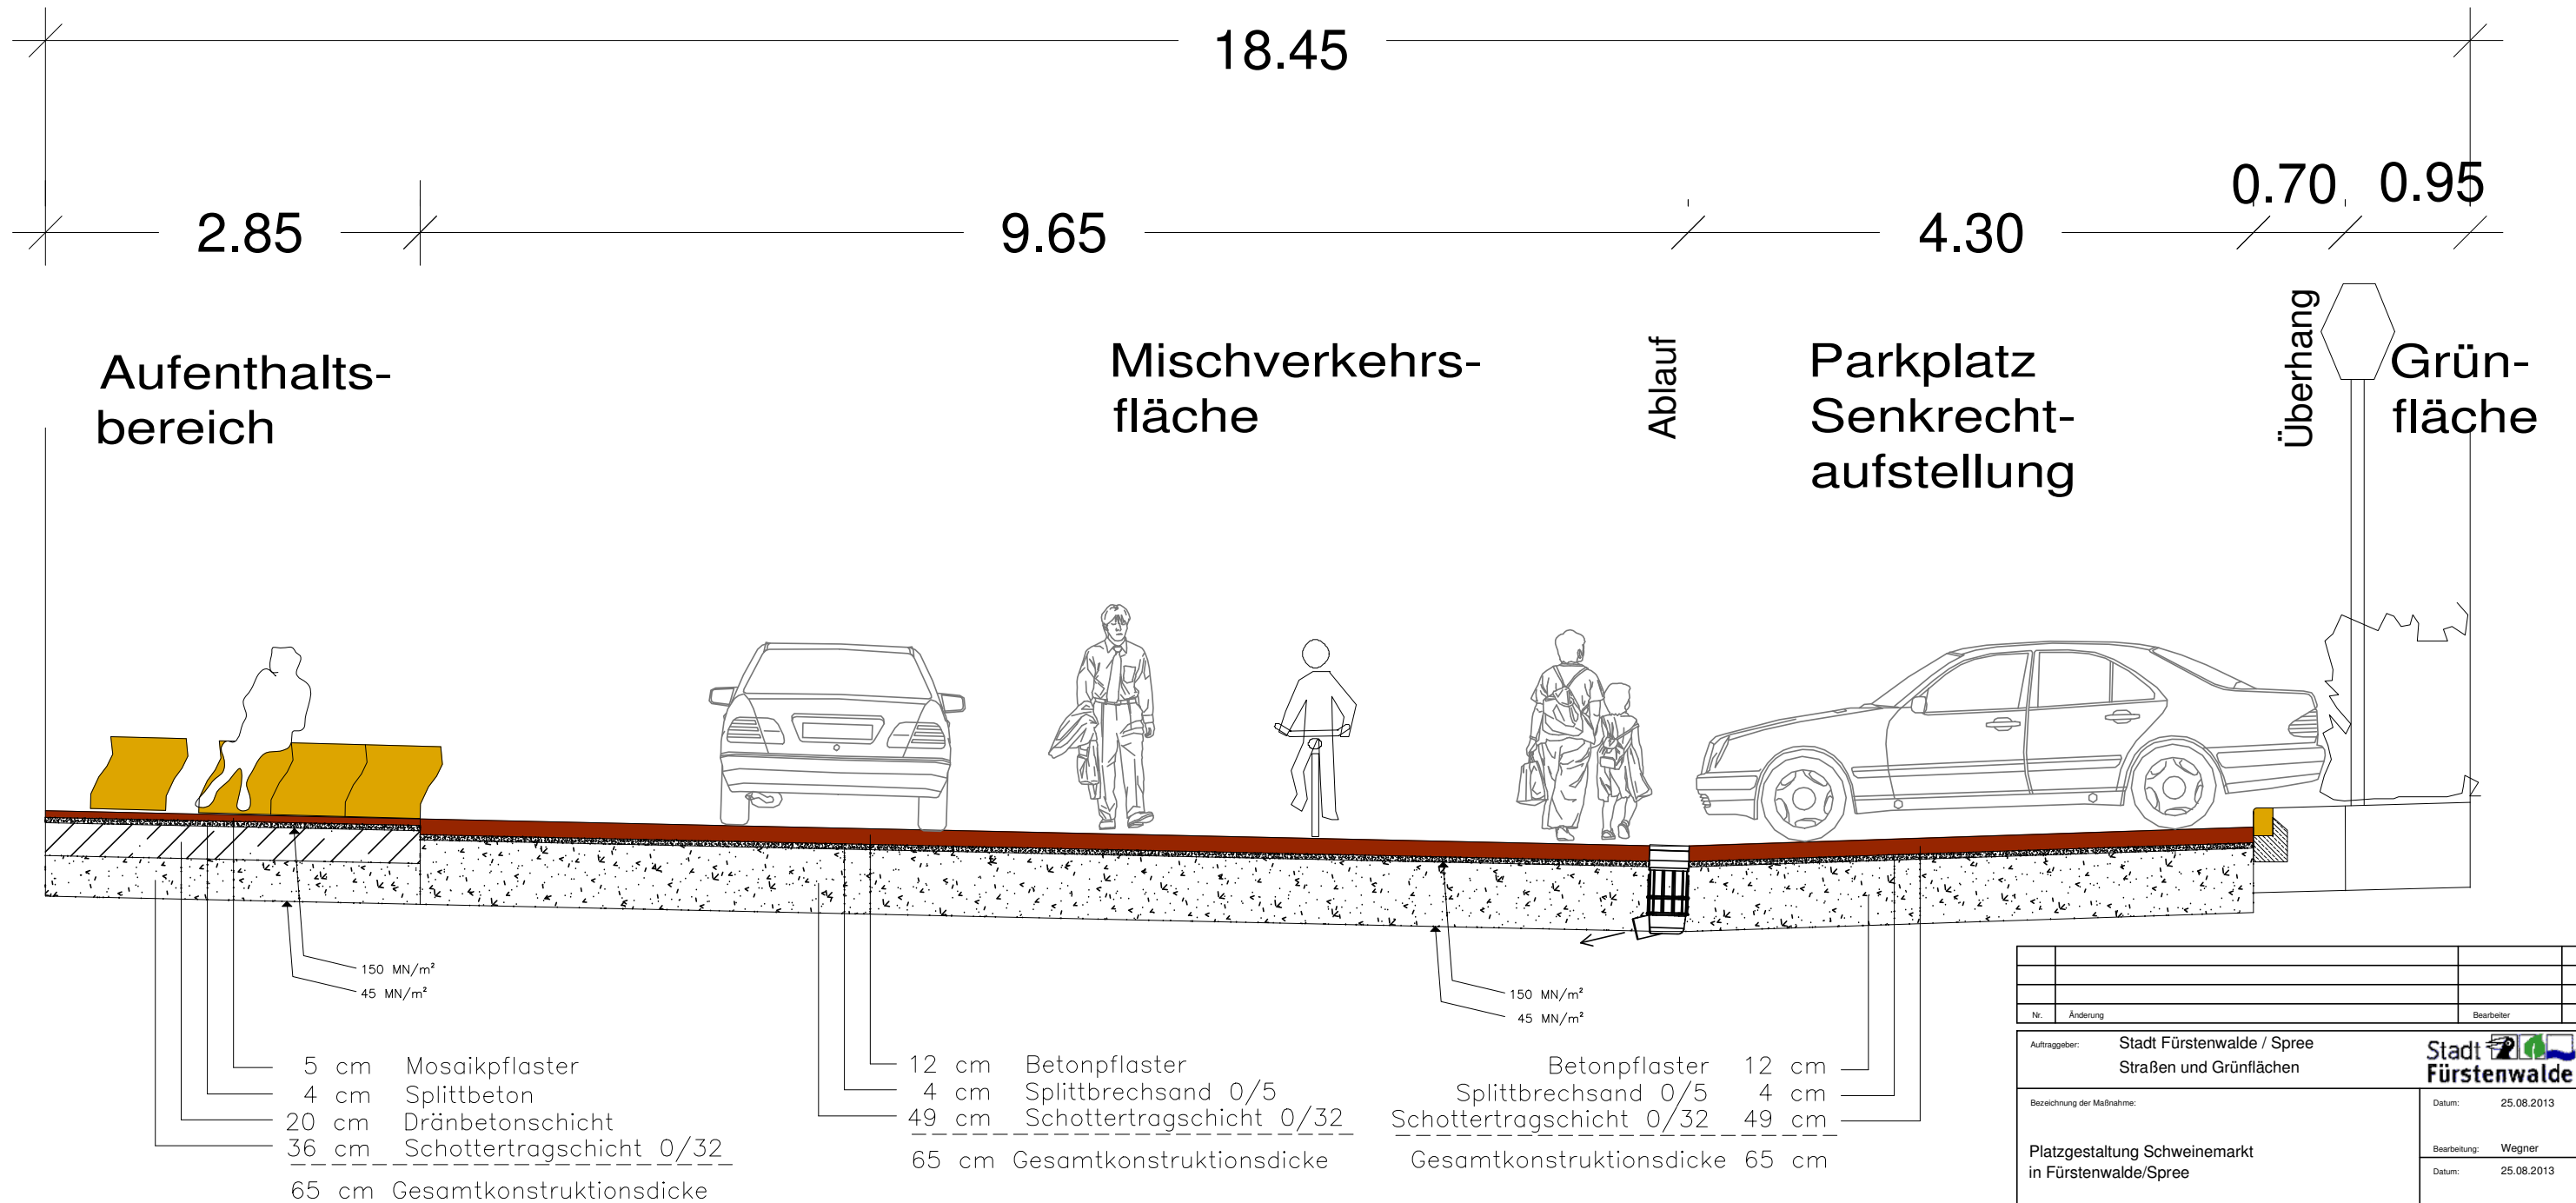 18.45
2.85
9.65
4.30
0.70
0.95
Aufenthalts-
bereich
Mischverkehrs-
fläche
Ablauf
Parkplatz
Senkrecht-
aufstellung
Überhang
Grün-
fläche
150 MN/m²
45 MN/m²
150 MN/m²
45 MN/m²
5 cm Mosaikpflaster
4 cm Splittbeton
20 cm Dränbetonschicht
36 cm Schottertragschicht 0/32
65 cm Gesamtkonstruktionsdicke
12 cm Betonpflaster
4 cm Splittbrechsand 0/5
49 cm Schottertragschicht 0/32
65 cm Gesamtkonstruktionsdicke
Betonpflaster 12 cm
Splittbrechsand 0/5 4 cm
Schottertragschicht 0/32 49 cm
Gesamtkonstruktionsdicke 65 cm
Nr. Änderung Bearbeiter
Auftraggeber: Stadt Fürstenwalde / Spree
Straßen und Grünflächen
Stadt
Fürstenwalde
Bezeichnung der Maßnahme:
Platzgestaltung Schweinemarkt
in Fürstenwalde/Spree
Datum: 25.08.2013
Bearbeitung: Wegner
Datum: 25.08.2013